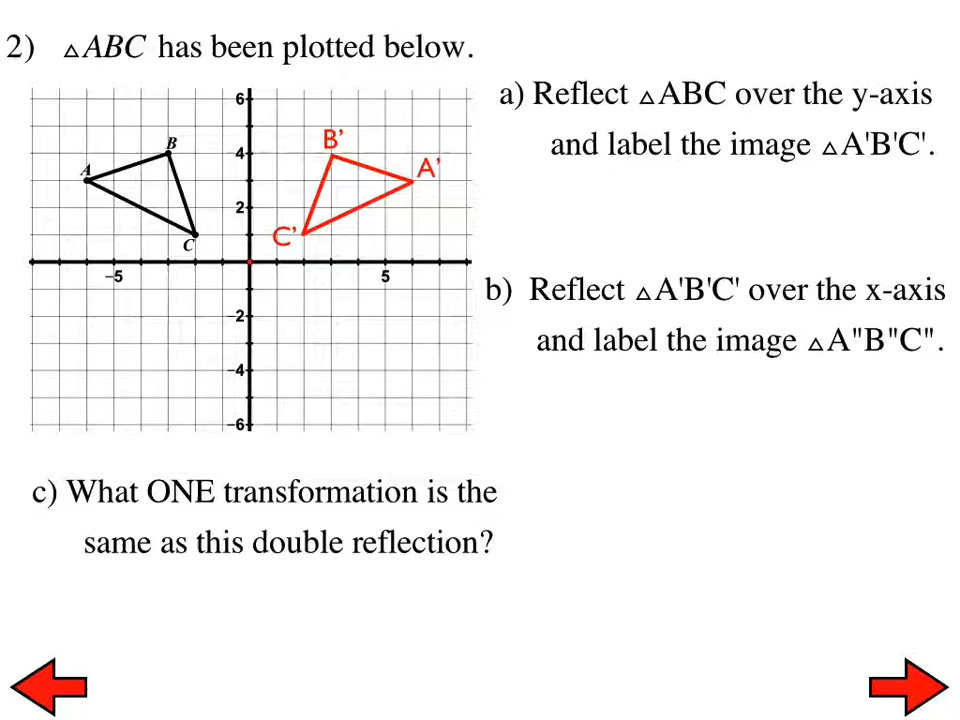 2) △ABC has been plotted below.
a) Reflect △ABC over the y-axis
and label the image △A'B'C'.
6
B
B'
4
A
A'
2
C
C'
−5
5
−2
−4
−6
b) Reflect △A'B'C' over the x-axis
and label the image △A"B"C".
c) What ONE transformation is the
same as this double reflection?